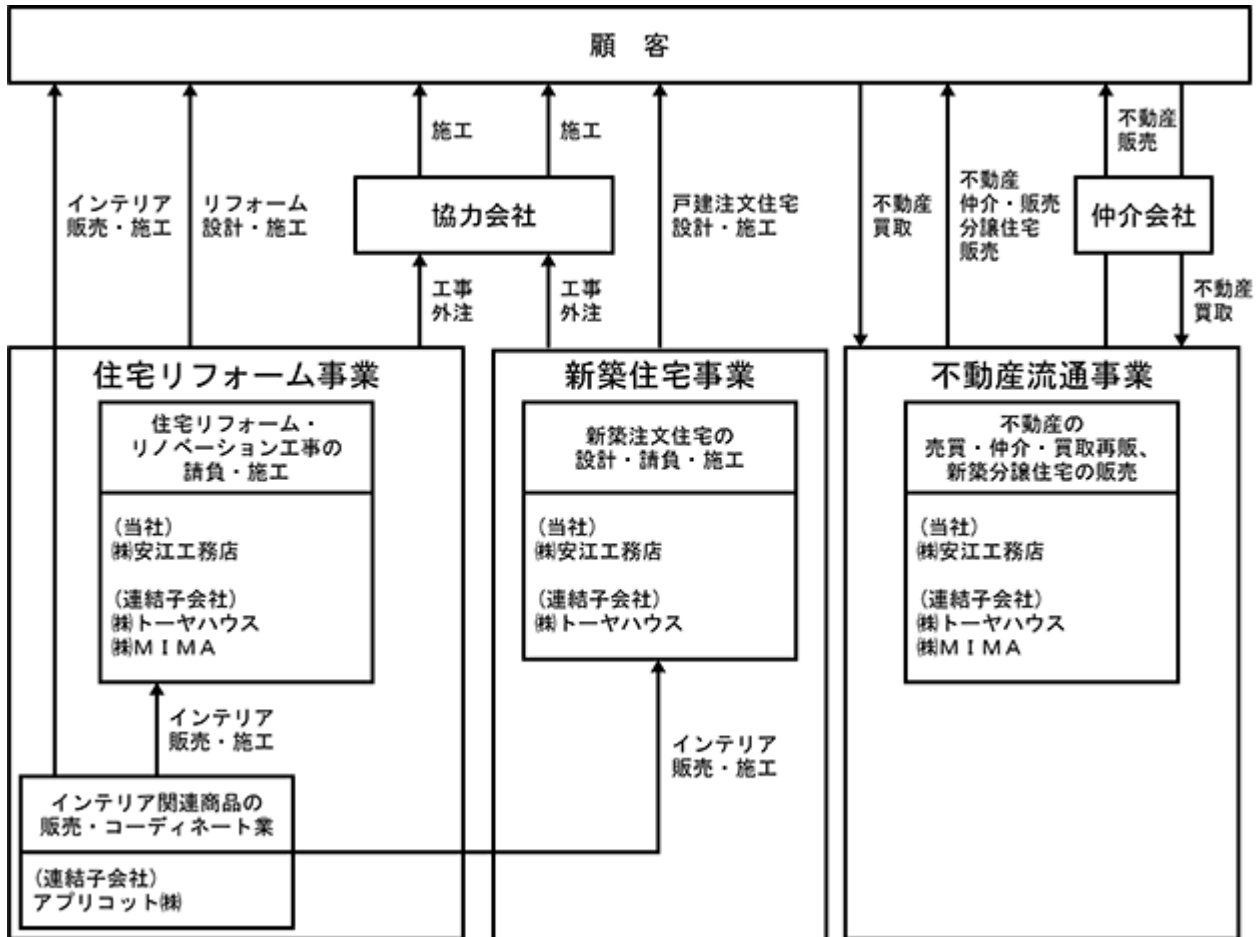 顧　客
インテリア
販売・施工
リフォーム
設計・施工
施工
施工
協力会社
工事
外注
工事
外注
戸建注文住宅
設計・施工
不動産
買取
不動産
仲介・販売
分譲住宅
販売
不動産
販売
仲介会社
不動産
買取
住宅リフォーム事業
住宅リフォーム・
リノベーション工事の
請負・施工
(当社)
㈱安江工務店
(連結子会社)
㈱トーヤハウス
㈱ＭＩＭＡ
インテリア
販売・施工
インテリア関連商品の
販売・コーディネート業
(連結子会社)
アプリコット㈱
新築住宅事業
新築注文住宅の
設計・請負・施工
(当社)
㈱安江工務店
(連結子会社)
㈱トーヤハウス
インテリア
販売・施工
不動産流通事業
不動産の
売買・仲介・買取再販、
新築分譲住宅の販売
(当社)
㈱安江工務店
(連結子会社)
㈱トーヤハウス
㈱ＭＩＭＡ